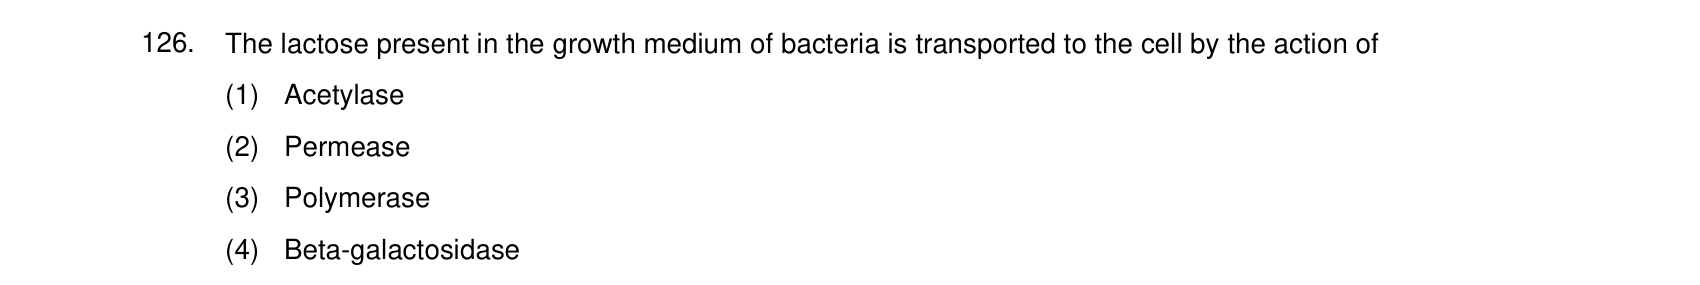 126. The lactose present in the growth medium of bacteria is transported to the cell by the action of
(1) Acetylase
(2) Permease
(3) Polymerase
(4) Beta-galactosidase